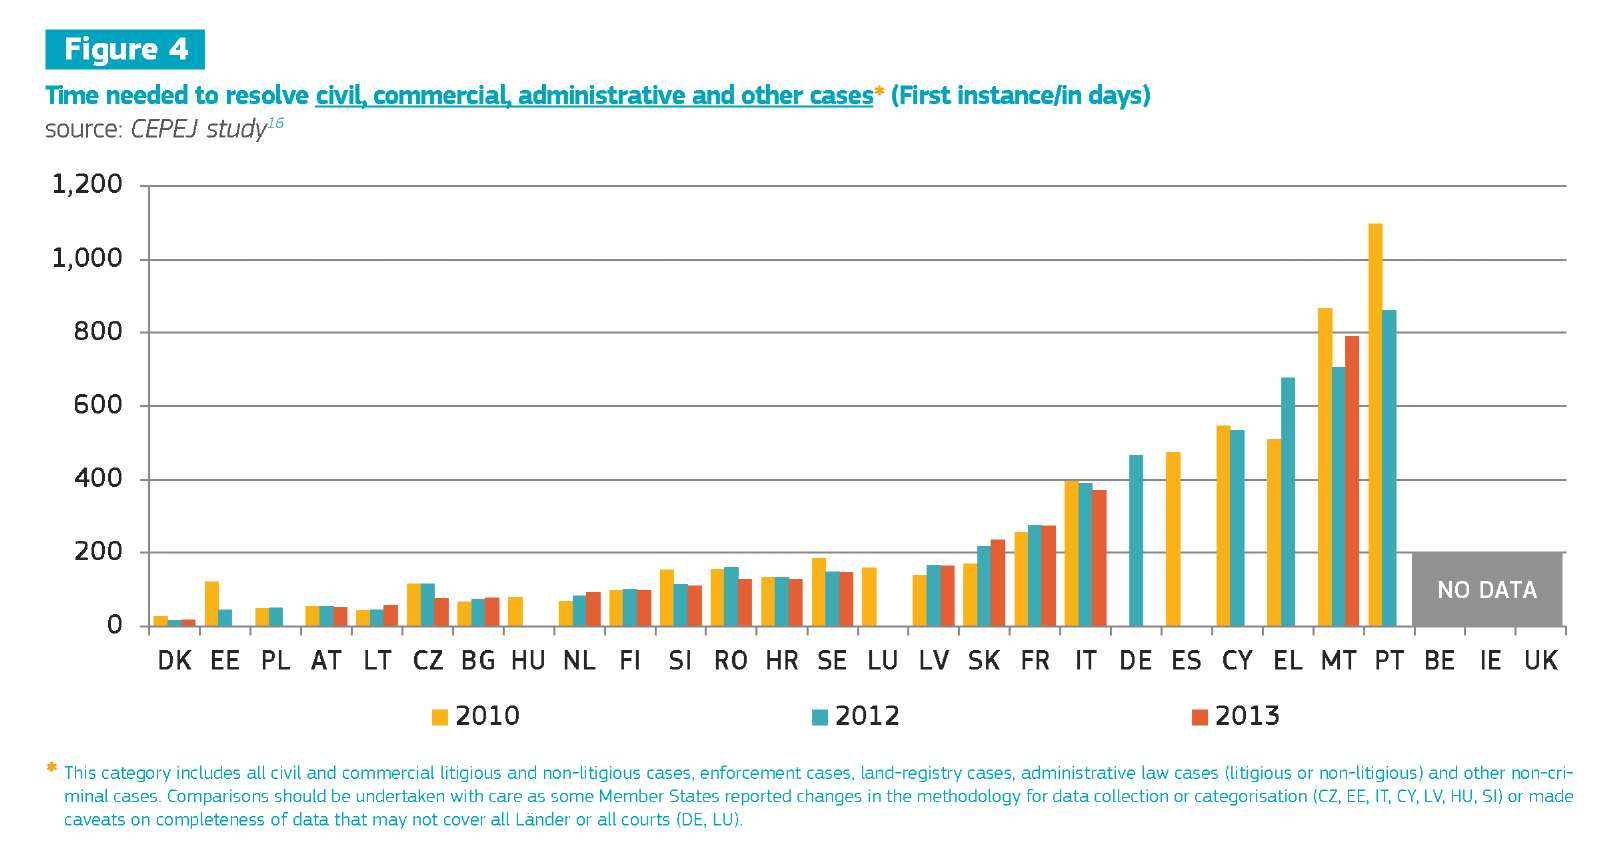 Figure 4
Time needed to resolve civil, commercial, administrative and other cases* (First instance/in days)
source: CEPEJ study16
1,200
1,000
800
600
400
200
0
NO DATA
DK EE PL AT LT CZ BG HU NL FI SI RO HR SE LU LV SK FR IT DE ES CY EL MT PT BE IE UK
2010 2012 2013
* This category includes all civil and commercial litigious and non-litigious cases, enforcement cases, land-registry cases, administrative law cases (litigious or non-litigious) and other non-cri-
minal cases. Comparisons should be undertaken with care as some Member States reported changes in the methodology for data collection or categorisation (CZ, EE, IT, CY, LV, HU, SI) or made
caveats on completeness of data that may not cover all Länder or all courts (DE, LU).